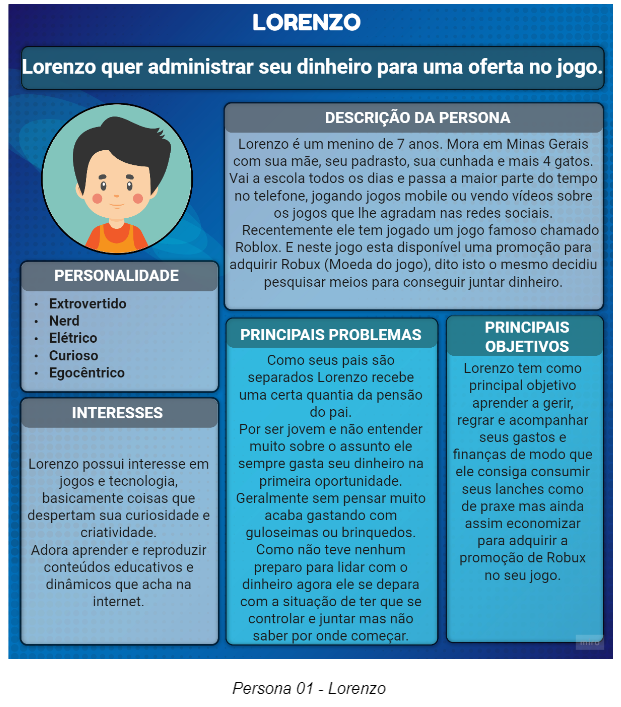 LORENZO
Lorenzo quer administrar seu dinheiro para uma oferta no jogo.
DESCRIÇÃO DA PERSONA
Lorenzo é um menino de 7 anos. Mora em Minas Gerais
com sua mãe, seu padrasto, sua cunhada e mais 4 gatos.
Vai a escola todos os dias e passa a maior parte do tempo
no telefone, jogando jogos mobile ou vendo vídeos sobre
os jogos que lhe agradam nas redes sociais.
Recentemente ele tem jogado um jogo famoso chamado
Roblox. E neste jogo esta disponível uma promoção para
adquirir Robux (Moeda do jogo), dito isto o mesmo decidiu
pesquisar meios para conseguir juntar dinheiro.
PERSONALIDADE
• Extrovertido
• Nerd
• Elétrico
• Curioso
• Egocêntrico
INTERESSES
Lorenzo possui interesse em
jogos e tecnologia,
basicamente coisas que
despertam sua curiosidade e
criatividade.
Adora aprender e reproduzir
conteúdos educativos e
dinâmicos que acha na
internet.
PRINCIPAIS PROBLEMAS
Como seus pais são
separados Lorenzo recebe
uma certa quantia da pensão
do pai.
Por ser jovem e não entender
muito sobre o assunto ele
sempre gasta seu dinheiro na
primeira oportunidade.
Geralmente sem pensar muito
acaba gastando com
guloseimas ou brinquedos.
Como não teve nenhum
preparo para lidar com o
dinheiro agora ele se depara
com a situação de ter que se
controlar e juntar mas não
saber por onde começar.
PRINCIPAIS
OBJETIVOS
Lorenzo tem como
principal objetivo
aprender a gerir,
regrar e acompanhar
seus gastos e
finanças de modo que
ele consiga consumir
seus lanches como
de praxe mas ainda
assim economizar
para adquirir a
promoção de Robux
no seu jogo.
Persona 01 - Lorenzo